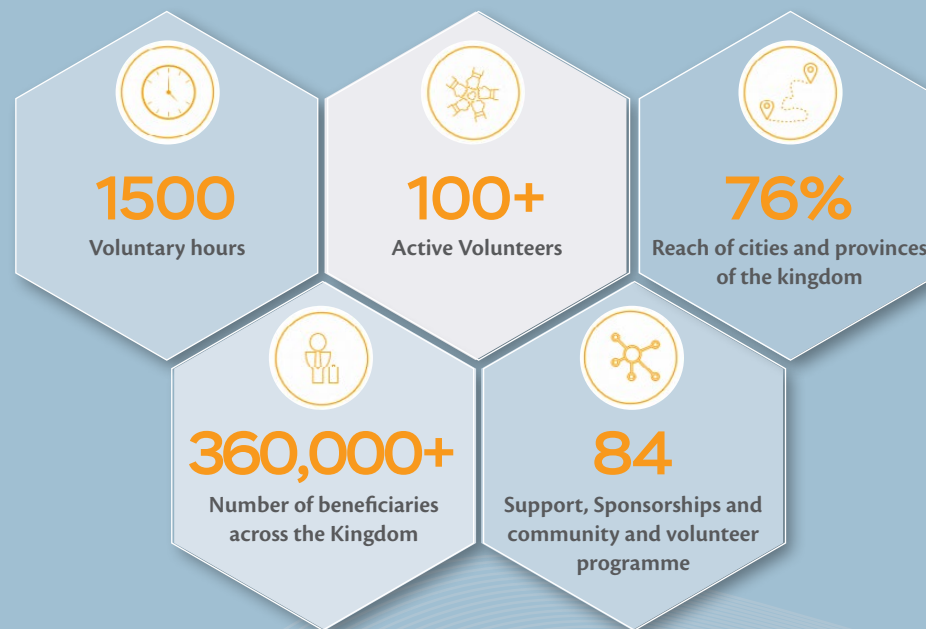 1500
Voluntary hours
100+
Active Volunteers
76%
Reach of cities and provinces
of the kingdom
360,000+
Number of beneficiaries
across the Kingdom
84
Support, Sponsorships and
community and volunteer
programme